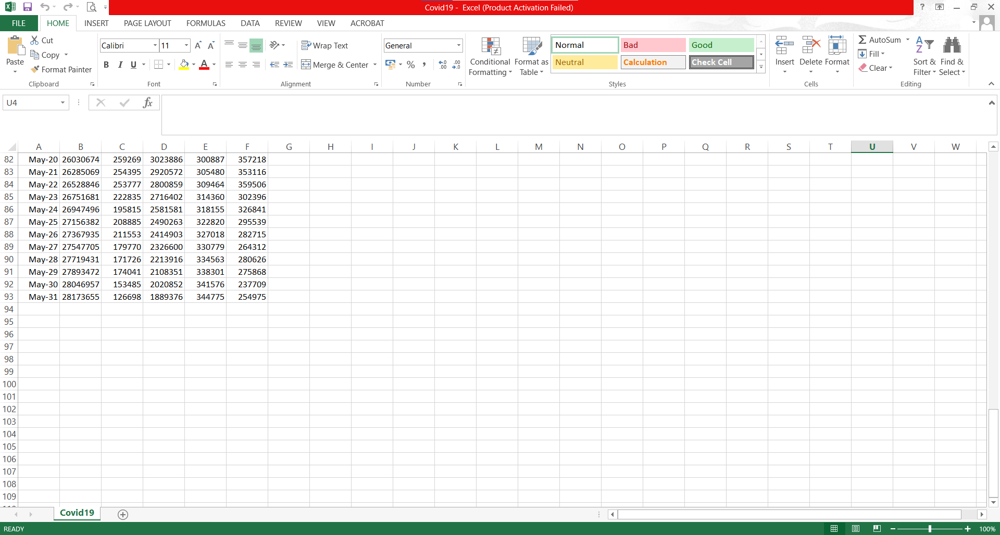 Covid19 - Excel (Product Activation Failed)
?
FILE HOME INSERT PAGE LAYOUT FORMULAS DATA REVIEW VIEW ACROBAT
Paste
Cut
Copy
Format Painter
Clipboard
Calibri 11
A A
B I U A
Font
Wrap Text
Merge & Center
Alignment
General
% ,
Number
Conditional Formatting
Format as Table
Normal Bad Good
Neutral Calculation Check Cell
Styles
Insert Delete Format
Cells
AutoSum
Fill
Clear
Sort & Filter
Find & Select
Editing
U4
fx
A B C D E F G H I J K L M N O P Q R S T U V W
82 May-20 26030674 259269 3023886 300887 357218
83 May-21 26285069 254395 2920572 305480 353116
84 May-22 26528846 253777 2800859 309464 359506
85 May-23 26751681 222835 2716402 314360 302396
86 May-24 26947496 195815 2581581 318155 326841
87 May-25 27156382 208885 2490263 322820 295539
88 May-26 27367935 211553 2414903 327018 282715
89 May-27 27547705 179770 2326600 330779 264312
90 May-28 27719431 171726 2213916 334563 280626
91 May-29 27893472 174041 2108351 338301 275868
92 May-30 28046957 153485 2020852 341576 237709
93 May-31 28173655 126698 1889376 344775 254975
94
95
96
97
98
99
100
101
102
103
104
105
106
107
108
109
Covid19
READY
100%